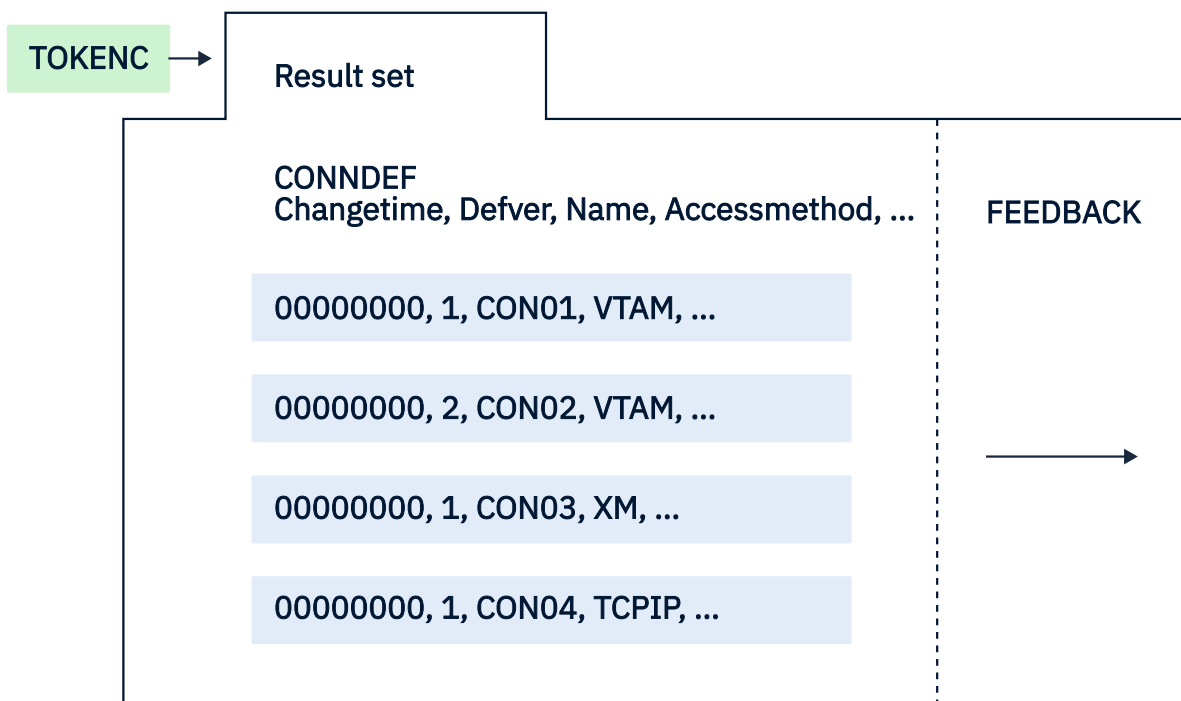 TOKENC
Result set
CONNDEF
Changetime, Defver, Name, Accessmethod, ...
FEEDBACK
00000000, 1, CON01, VTAM, ...
00000000, 2, CON02, VTAM, ...
00000000, 1, CON03, XM, ...
00000000, 1, CON04, TCPIP, ...